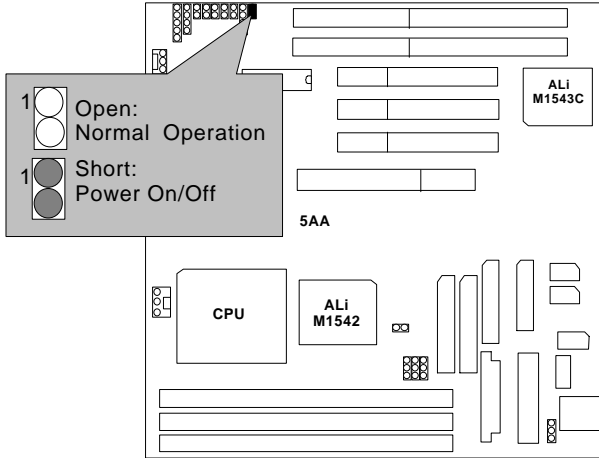 ALi
M1543C
1
Open:
Normal Operation
1
Short:
Power On/Off
5AA
CPU
ALi
M1542